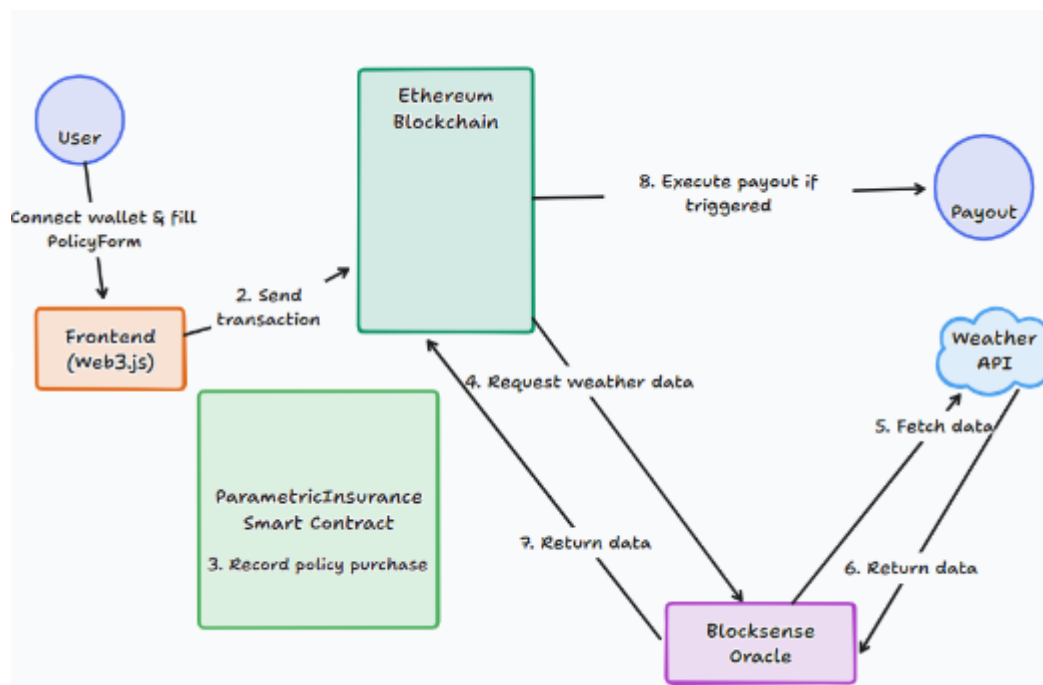 User
Connect wallet & fill
PolicyForm
Frontend
(Web3.js)
2. Send
transaction
Ethereum
Blockchain
8. Execute payout if
triggered
Payout
Weather
API
4. Request weather data
5. Fetch data
ParametricInsurance
Smart Contract
3. Record policy purchase
7. Return data
6. Return data
Blocksense
Oracle